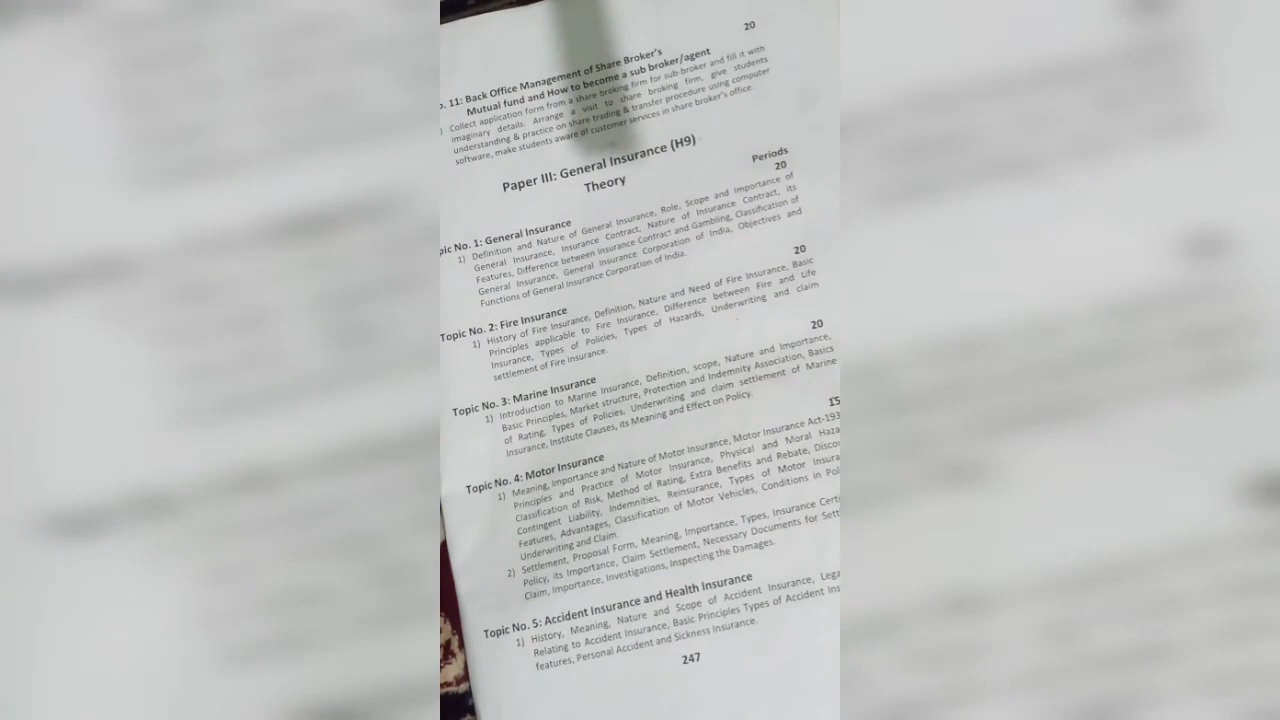 20
. 11: Back Office Management of Share Broker's
Mutual fund and How to become a sub broker/agent
) Collect application form from a share broking firm for sub-broker and fill it with
imaginary details. Arrange a visit to share broking firm, give students
understanding & practice on share trading & transfer procedure using computer
software, make students aware of customer services in share broker's office.
Paper III: General Insurance (H9)
Theory
Periods
20
pic No. 1: General Insurance
1) Definition and Nature of General Insurance, Role, Scope and Importance of
General Insurance, Insurance Contract, Nature of Insurance Contract, its
Features, Difference between Insurance Contract and Gambling, Classification of
General Insurance, General Insurance Corporation of India, Objectives and
Functions of General Insurance Corporation of India.
20
Topic No. 2: Fire Insurance
1) History of Fire Insurance, Definition, Nature and Need of Fire Insurance, Basic
Principles applicable to Fire Insurance, Difference between Fire and Life
Insurance, Types of Policies, Types of Hazards, Underwriting and claim
settlement of Fire Insurance.
20
Topic No. 3: Marine Insurance
1) Introduction to Marine Insurance, Definition, scope, Nature and Importance,
Basic Principles, Market structure, Protection and Indemnity Association, Basics
of Rating, Types of Policies, Underwriting and claim settlement of Marine
Insurance, Institute Clauses, its Meaning and Effect on Policy.
15
Topic No. 4: Motor Insurance
1) Meaning, Importance and Nature of Motor Insurance, Motor Insurance Act-193
Principles and Practice of Motor Insurance, Physical and Moral Haza
Classification of Risk, Method of Rating, Extra Benefits and Rebate, Disco
Contingent Liability, Indemnities, Reinsurance, Types of Motor Insura
Features, Advantages, Classification of Motor Vehicles, Conditions in Pol
Underwriting and Claim.
2) Settlement, Proposal Form, Meaning, Importance, Types, Insurance Certi
Policy, its Importance, Claim Settlement, Necessary Documents for Sett
Claim, Importance, Investigations, Inspecting the Damages.
Topic No. 5: Accident Insurance and Health Insurance
1) History, Meaning, Nature and Scope of Accident Insurance, Lega
Relating to Accident Insurance, Basic Principles Types of Accident Ins
features, Personal Accident and Sickness Insurance.
247